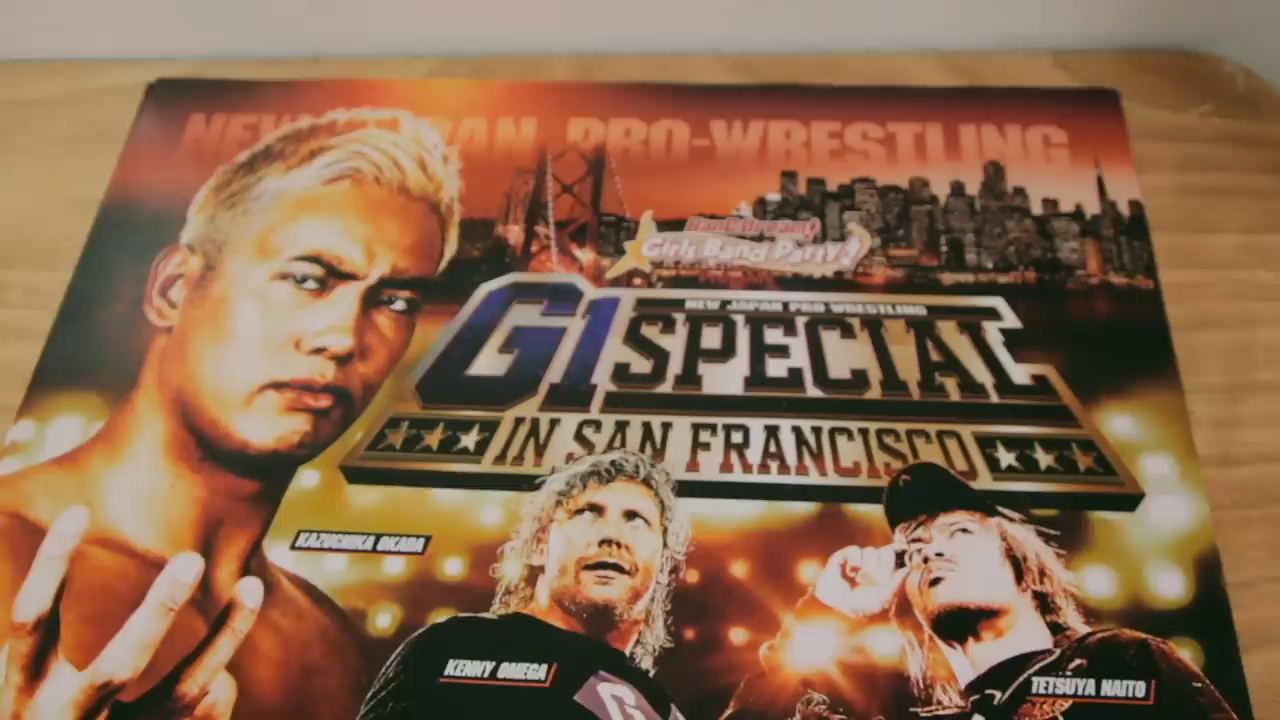 NEW JAPAN PRO-WRESTLING
BanG Dream!
Girls Band Party!
NEW JAPAN PRO WRESTLING
G1 SPECIAL
IN SAN FRANCISCO
KAZUCHIKA OKADA
KENNY OMEGA
TETSUYA NAITO
G